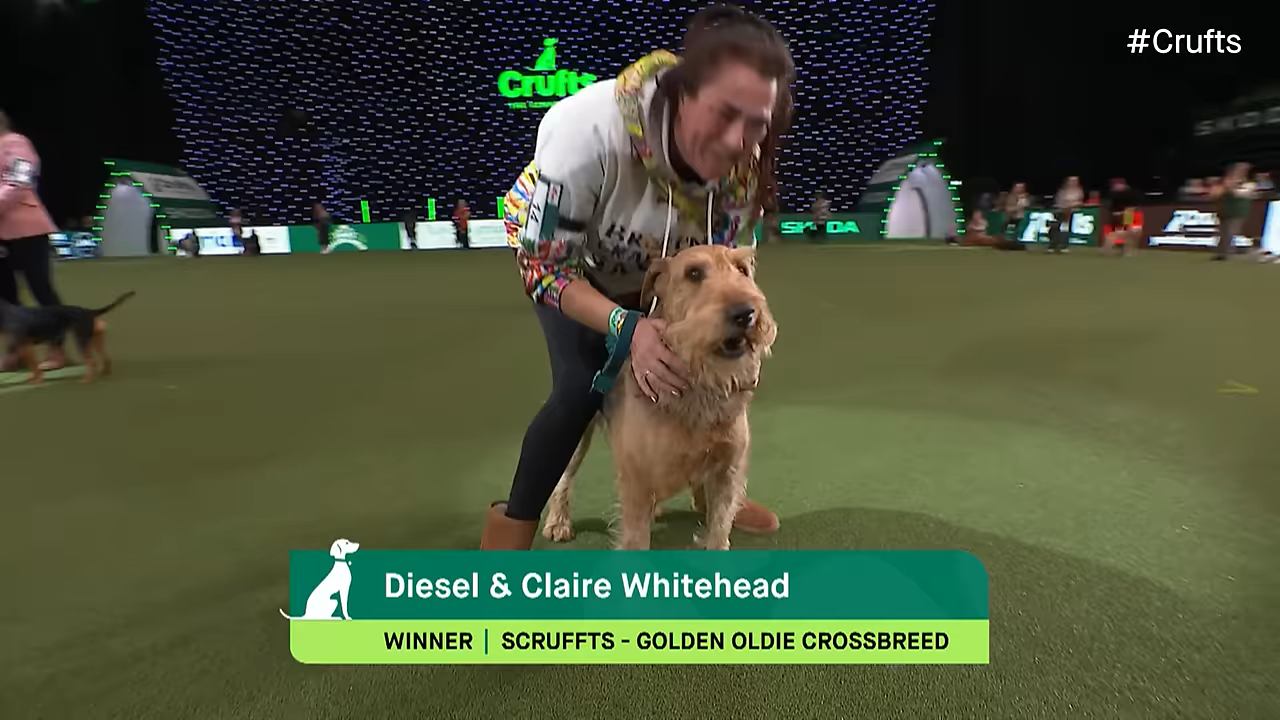 #Crufts
Crufts
SKODA
Diesel & Claire Whitehead
WINNER | SCRUFFTS - GOLDEN OLDIE CROSSBREED